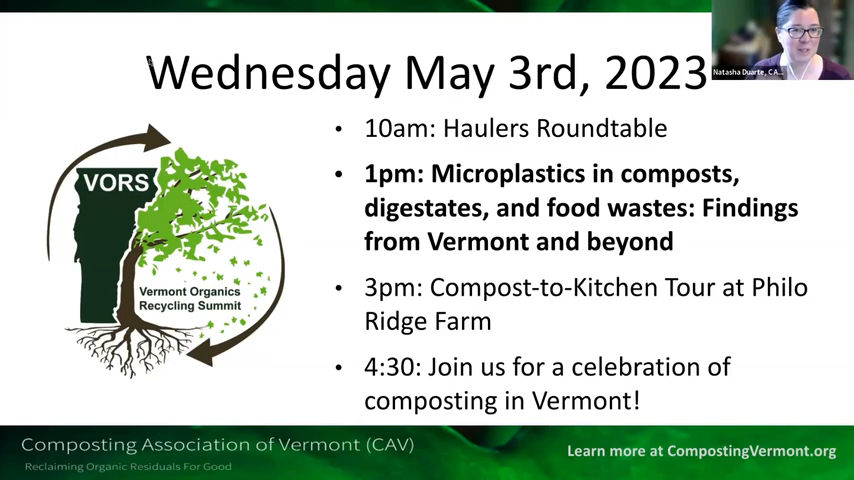 Wednesday May 3rd, 2023
Natasha Duarte, CA...
• 10am: Haulers Roundtable
• 1pm: Microplastics in composts,
digestates, and food wastes: Findings
from Vermont and beyond
• 3pm: Compost-to-Kitchen Tour at Philo
Ridge Farm
• 4:30: Join us for a celebration of
composting in Vermont!
VORS
Vermont Organics
Recycling Summit
Composting Association of Vermont (CAV)
Reclaiming Organic Residuals For Good
Learn more at CompostingVermont.org